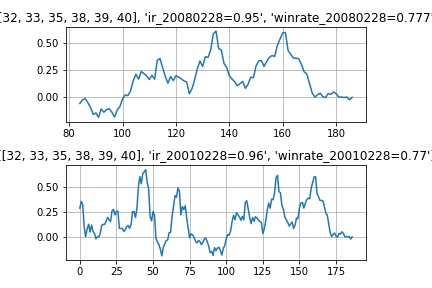 [32, 33, 35, 38, 39, 40], 'ir_20080228=0.95', 'winrate_20080228=0.777'
0.50
0.25
0.00
80 100 120 140 160 180
[32, 33, 35, 38, 39, 40], 'ir_20010228=0.96', 'winrate_20010228=0.77']
0.50
0.25
0.00
0 25 50 75 100 125 150 175